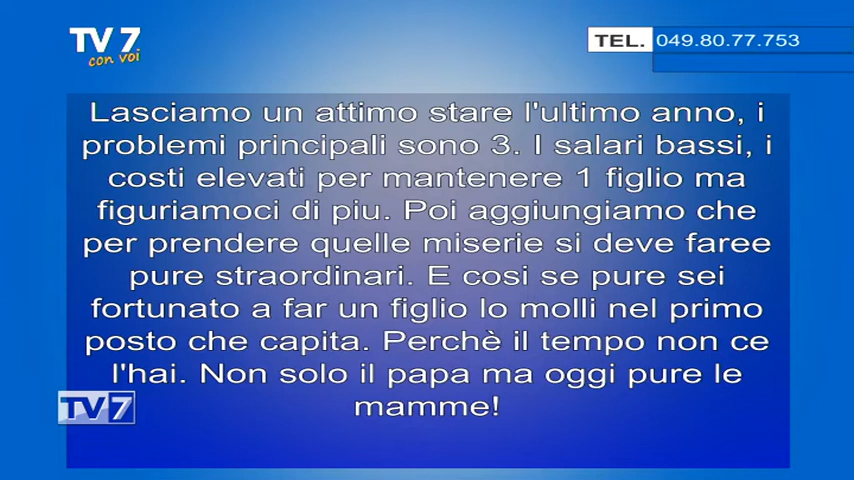 TV 7
con voi
TEL. 049.80.77.753
Lasciamo un attimo stare l'ultimo anno, i
problemi principali sono 3. I salari bassi, i
costi elevati per mantenere 1 figlio ma
figuriamoci di piu. Poi aggiungiamo che
per prendere quelle miserie si deve faree
pure straordinari. E cosi se pure sei
fortunato a far un figlio lo molli nel primo
posto che capita. Perchè il tempo non ce
l'hai. Non solo il papa ma oggi pure le
mamme!
TV7